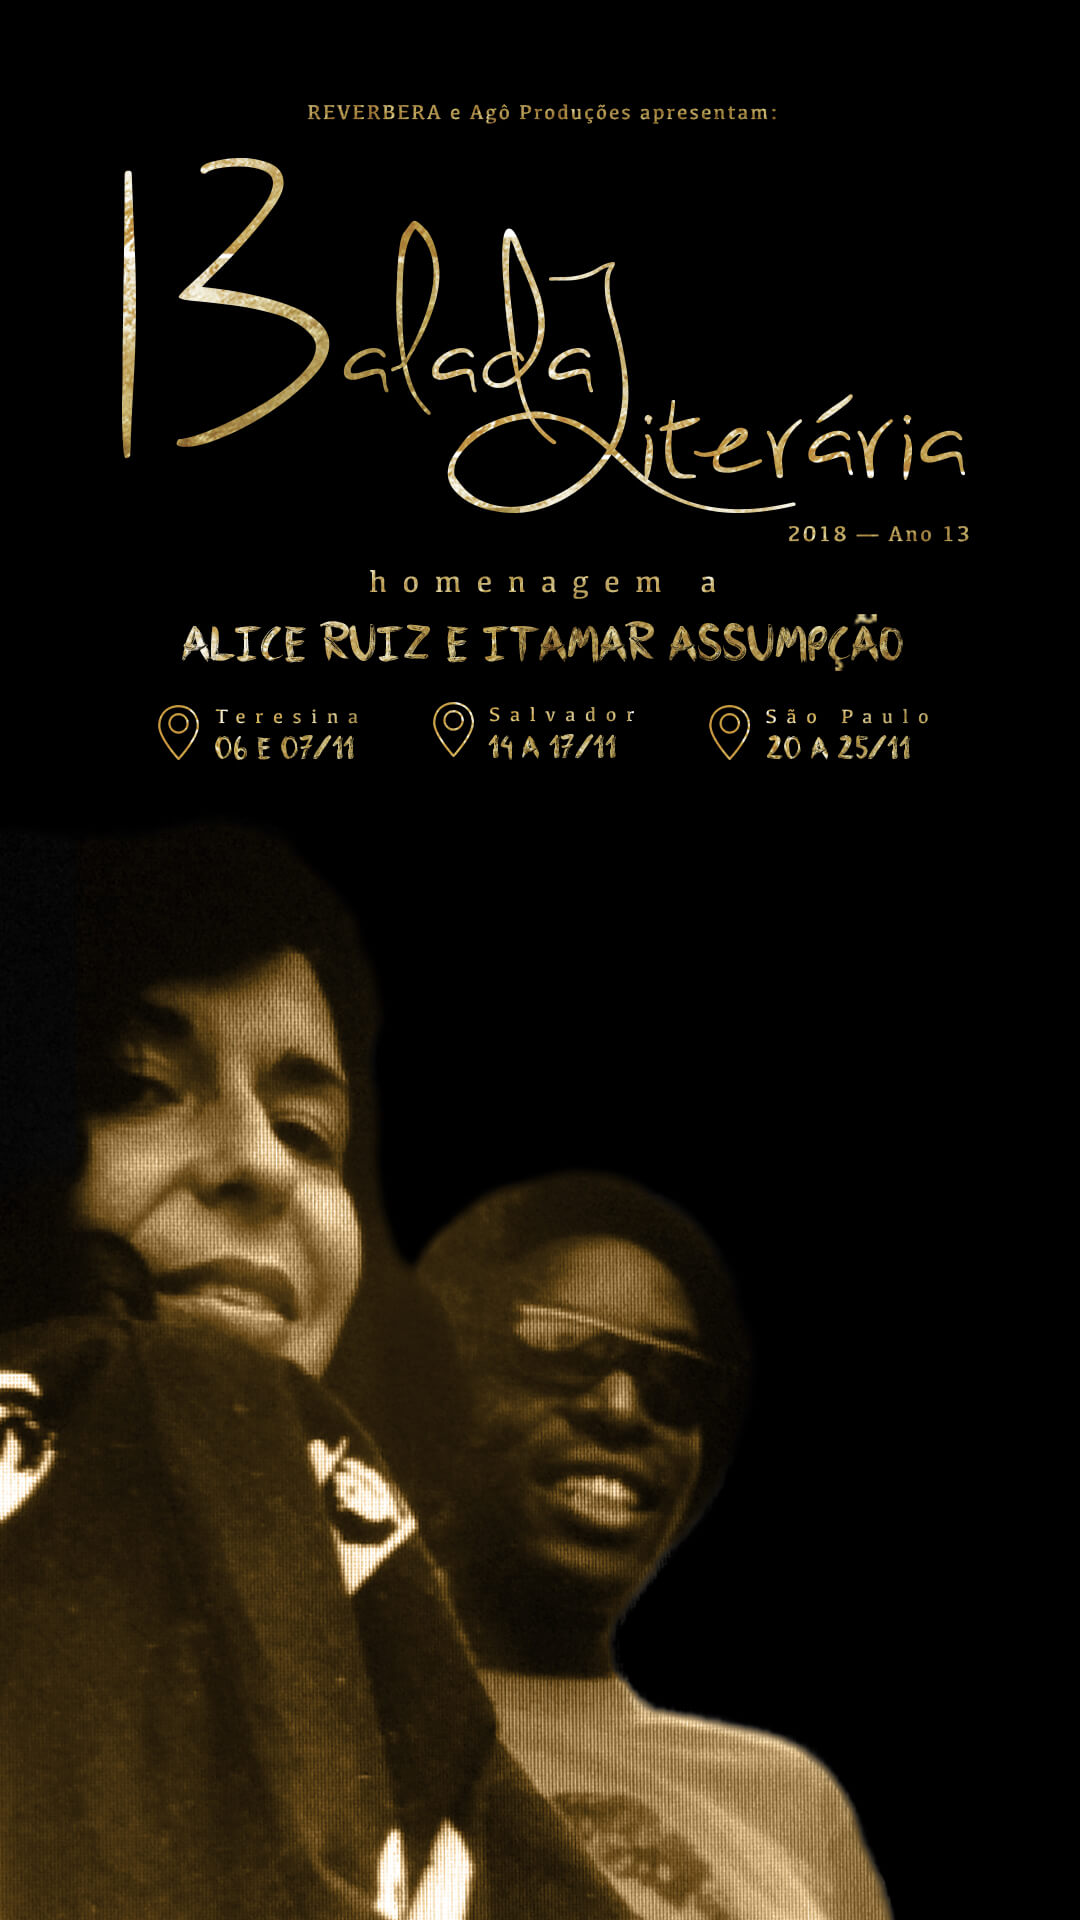 REVERBERA e Agô Produções apresentam:
Balada
Literária
2018 — Ano 13
homenagem a
ALICE RUIZ E ITAMAR ASSUMPÇÃO
Teresina
06 E 07/11
Salvador
14 A 17/11
São Paulo
20 A 25/11